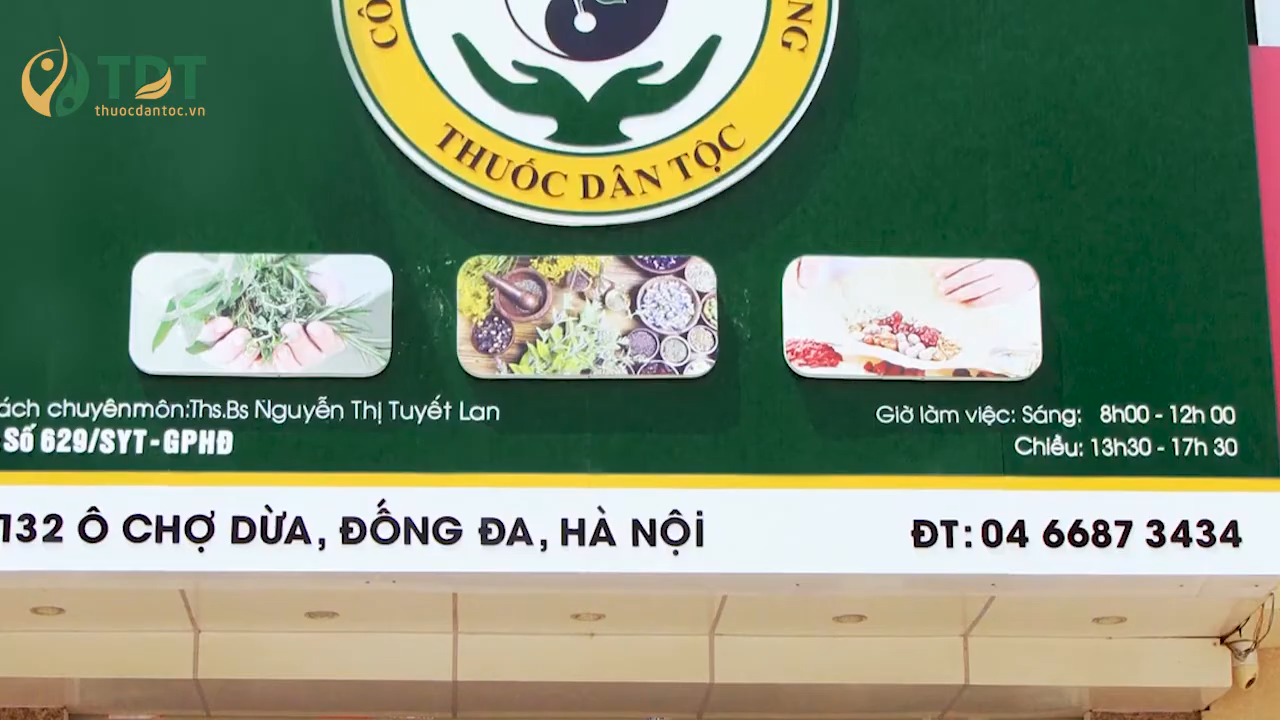 TDT
thuocdantoc.vn
THUỐC DÂN TỘC
chuyênmôn:Ths.Bs Nguyễn Thị Tuyết Lan
Số 629/SYT-GPHĐ
Giờ làm việc: Sáng: 8h00 - 12h 00
Chiều: 13h30 - 17h 30
132 Ô CHỢ DỪA, ĐỐNG ĐA, HÀ NỘI
ĐT: 04 6687 3434